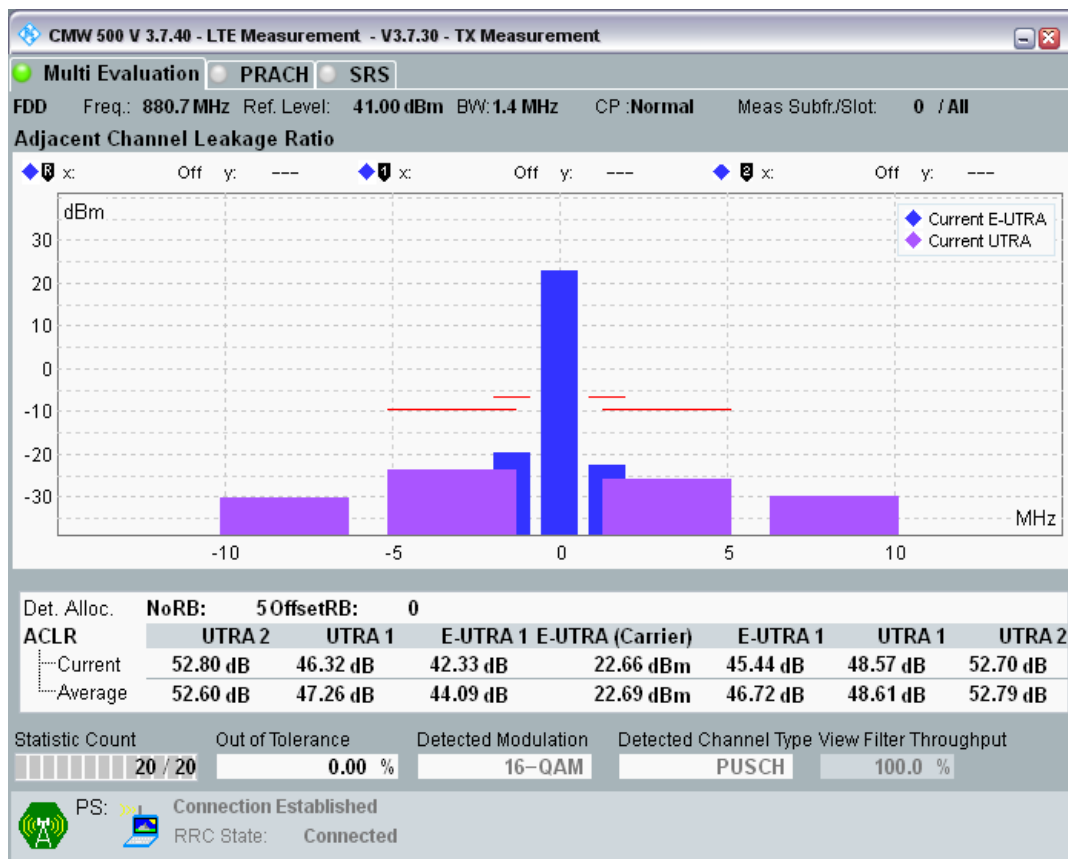 CMW 500 V 3.7.40 - LTE Measurement - V3.7.30 - TX Measurement
Multi Evaluation PRACH SRS
FDD Freq.: 880.7 MHz Ref. Level: 41.00 dBm BW: 1.4 MHz CP :Normal Meas Subfr./Slot: 0 / All
Adjacent Channel Leakage Ratio
R x: Off y: --- 1 x: Off y: --- 2 x: Off y: ---
dBm
Current E-UTRA
Current UTRA
30
20
10
0
-10
-20
-30
MHz
-10 -5 0 5 10
Det. Alloc. NoRB: 5 OffsetRB: 0
ACLR UTRA 2 UTRA 1 E-UTRA 1 E-UTRA (Carrier) E-UTRA 1 UTRA 1 UTRA 2
Current 52.80 dB 46.32 dB 42.33 dB 22.66 dBm 45.44 dB 48.57 dB 52.70 dB
Average 52.60 dB 47.26 dB 44.09 dB 22.69 dBm 46.72 dB 48.61 dB 52.79 dB
Statistic Count Out of Tolerance Detected Modulation Detected Channel Type View Filter Throughput
20 / 20 0.00 % 16-QAM PUSCH 100.0 %
PS: Connection Established
RRC State: Connected